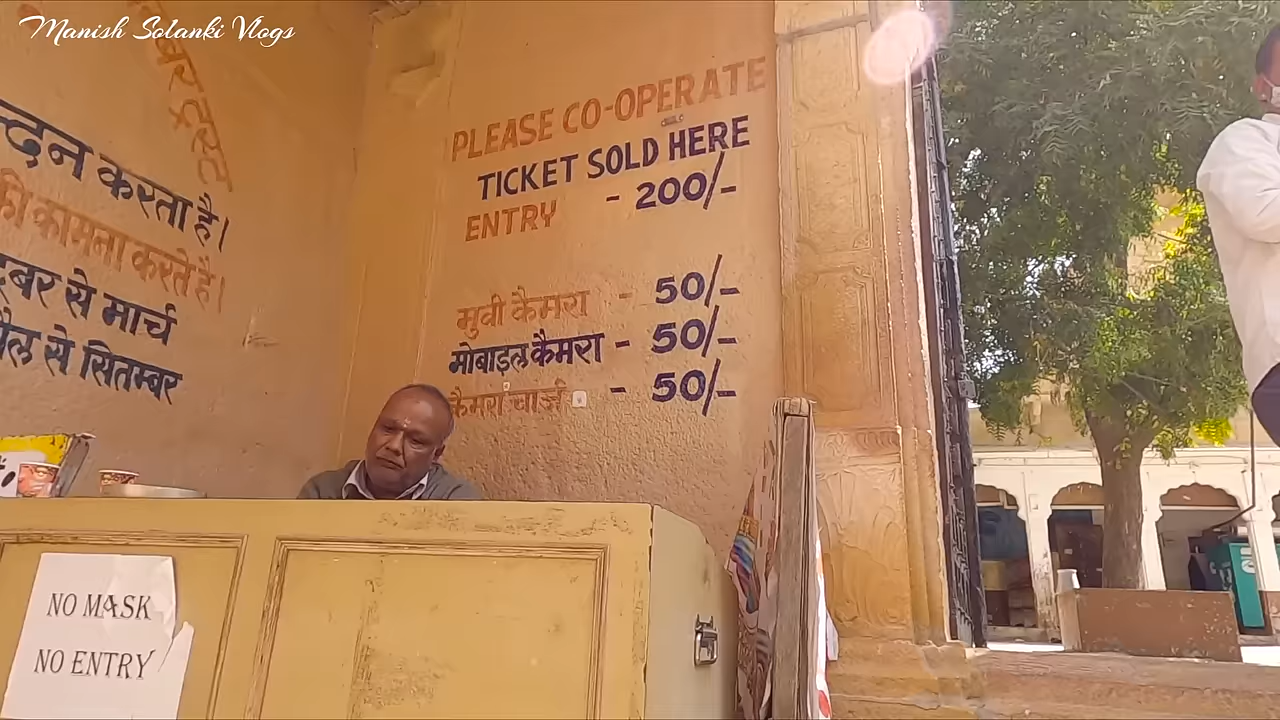 Manish Solanki Vlogs
ट्रस्ट
न्दन करता है।
की कामना करते है।
टूबर से मार्च
प्रैल से सितम्बर
PLEASE CO-OPERATE
TICKET SOLD HERE
ENTRY - 200/-
मुवी कैमरा - 50/-
मोबाइल कैमरा - 50/-
कैमरा चार्ज - 50/-
NO MASK
NO ENTRY